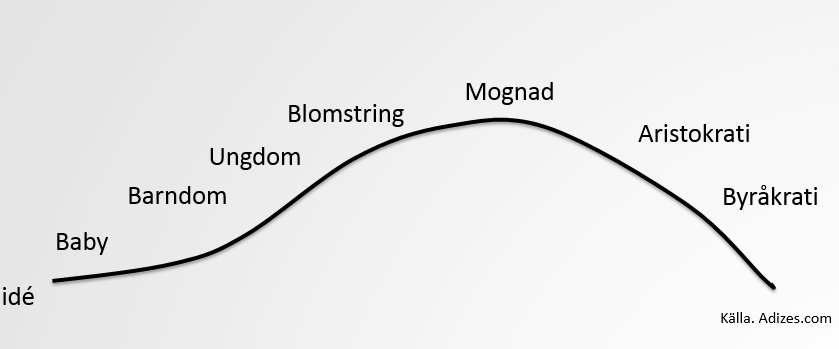 Mognad
Blomstring
Aristokrati
Ungdom
Barndom
Byråkrati
Baby
idé
Källa. Adizes.com